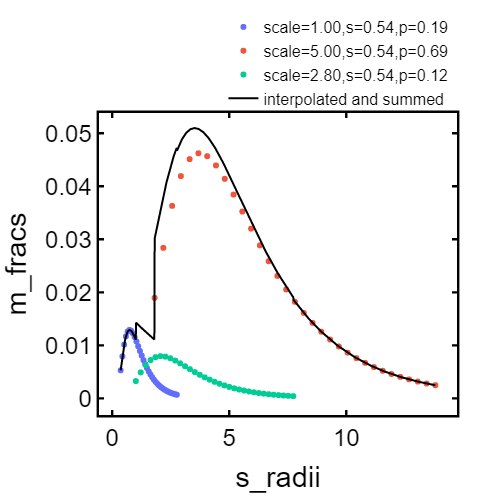 scale=1.00,s=0.54,p=0.19
scale=5.00,s=0.54,p=0.69
scale=2.80,s=0.54,p=0.12
interpolated and summed
0.05
0.04
0.03
0.02
0.01
0
m_fracs
0 5 10
s_radii